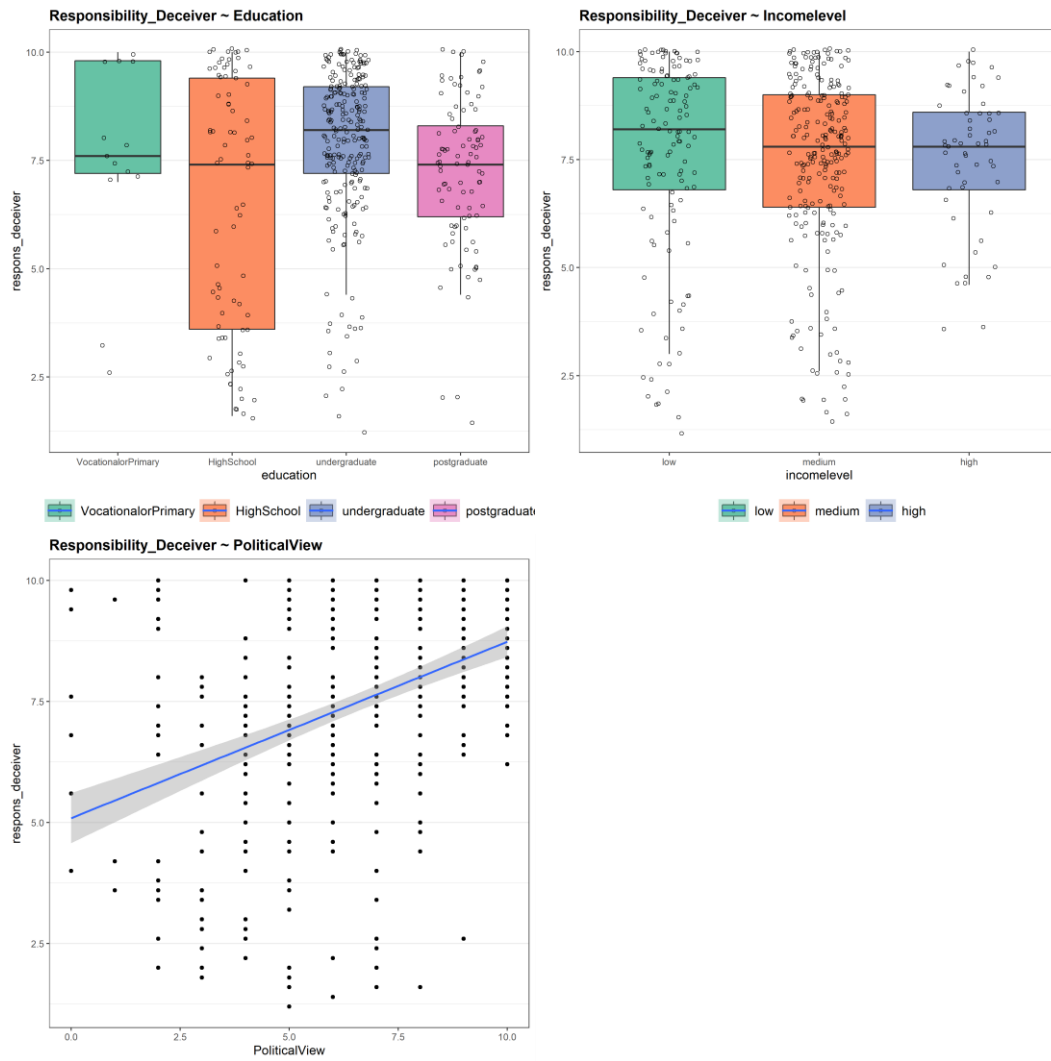 Responsibility_Deceiver ~ Education
respons_deceiver
10.0
7.5
5.0
2.5
VocationalorPrimary HighSchool undergraduate postgraduate
education
VocationalorPrimary HighSchool undergraduate postgraduate
Responsibility_Deceiver ~ Incomelevel
respons_deceiver
10.0
7.5
5.0
2.5
low medium high
incomelevel
low medium high
Responsibility_Deceiver ~ PoliticalView
respons_deceiver
10.0
7.5
5.0
2.5
0.0 2.5 5.0 7.5 10.0
PoliticalView